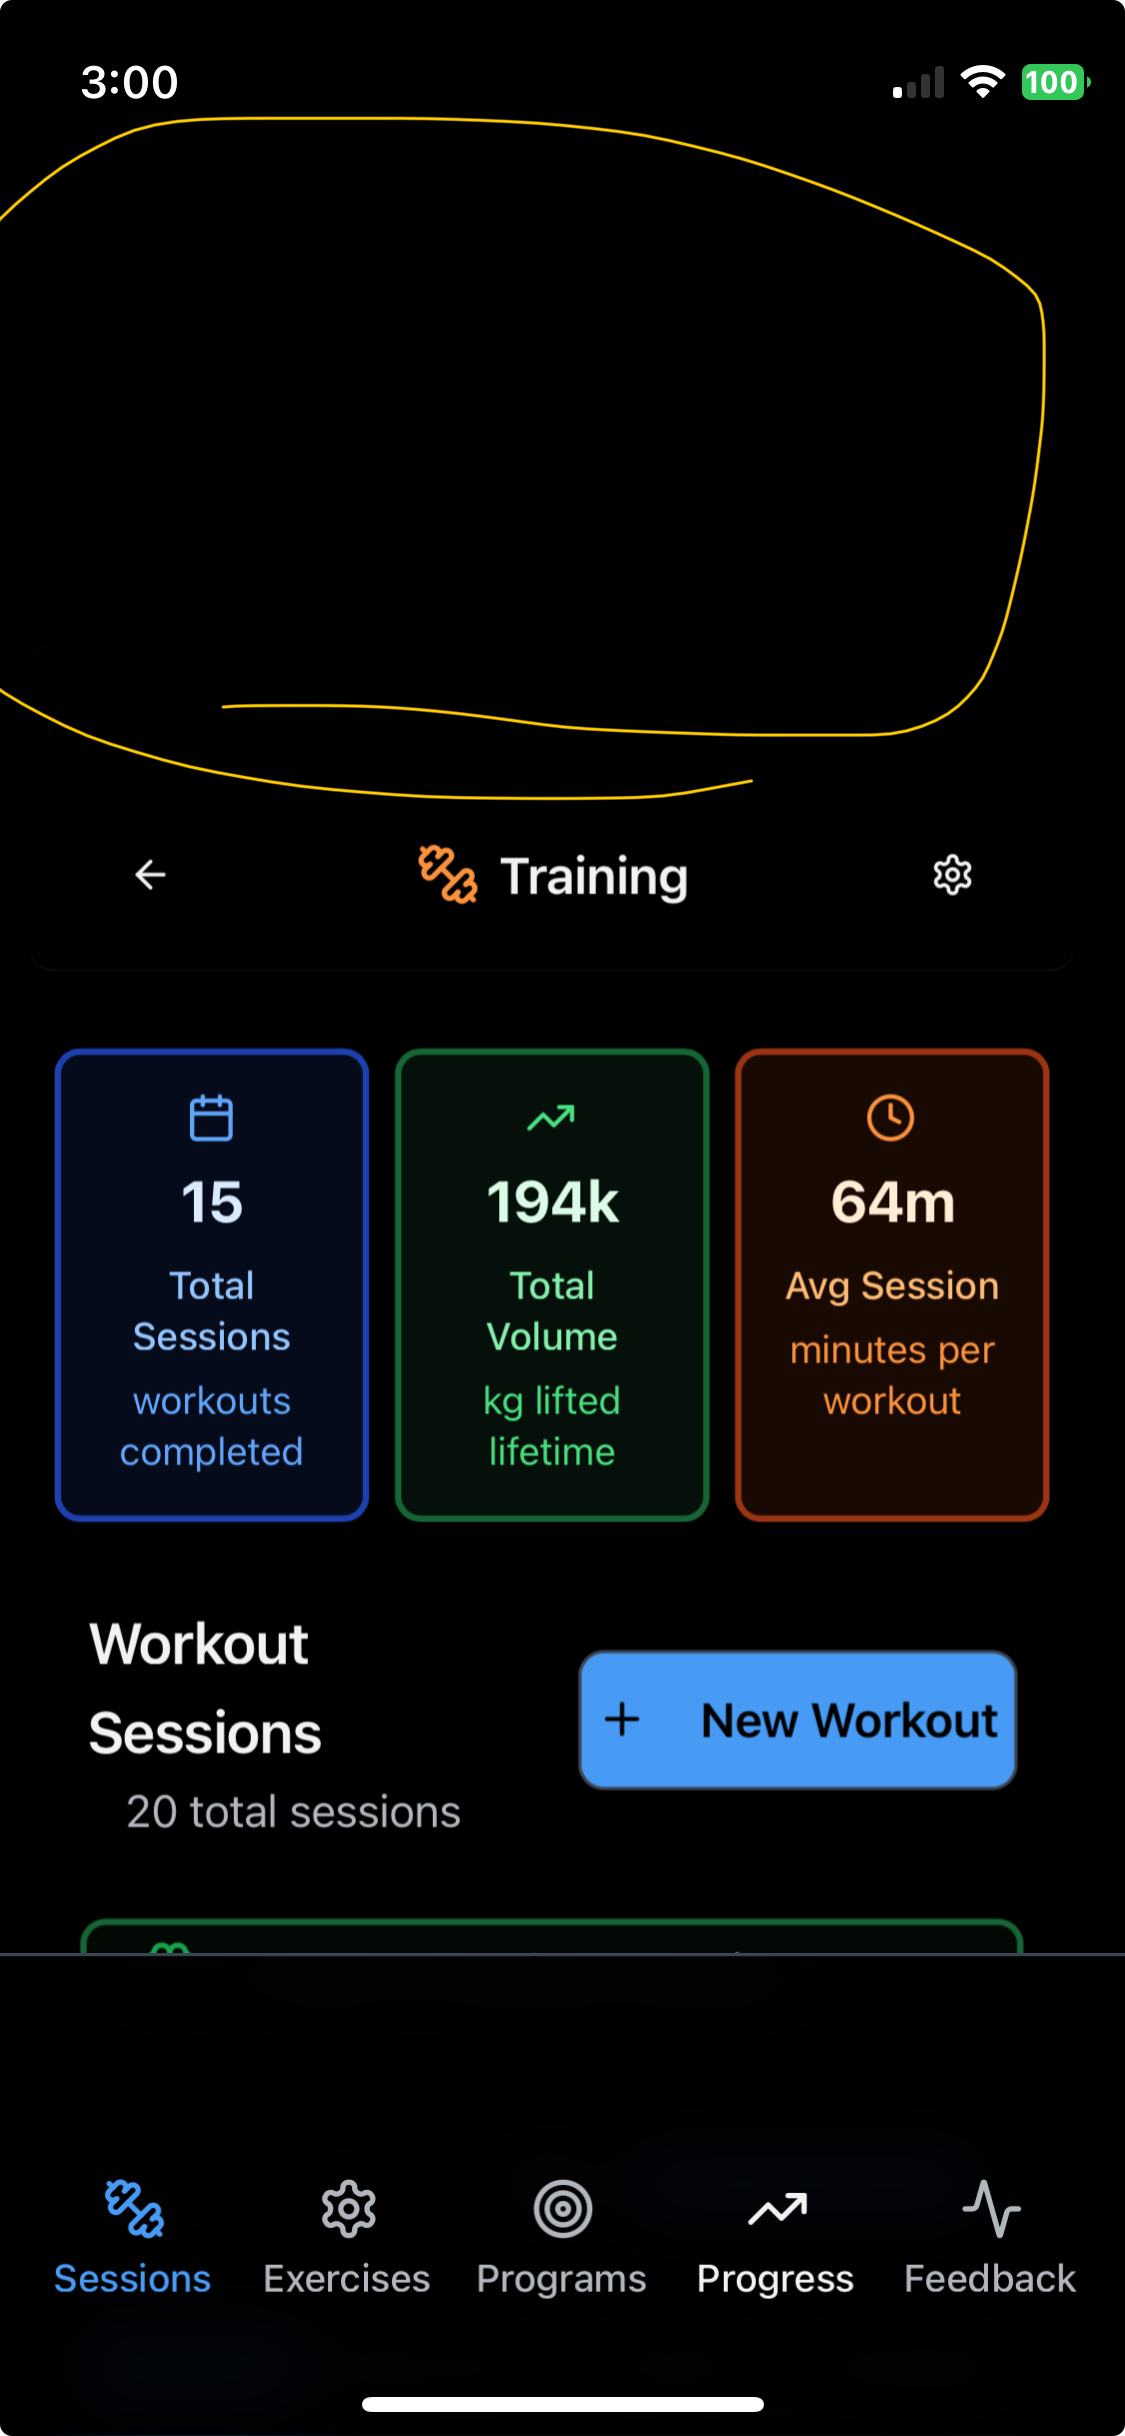 3:00
100
Training
15
Total
Sessions
workouts
completed
194k
Total
Volume
kg lifted
lifetime
64m
Avg Session
minutes per
workout
Workout
Sessions
20 total sessions
+ New Workout
Sessions
Exercises
Programs
Progress
Feedback